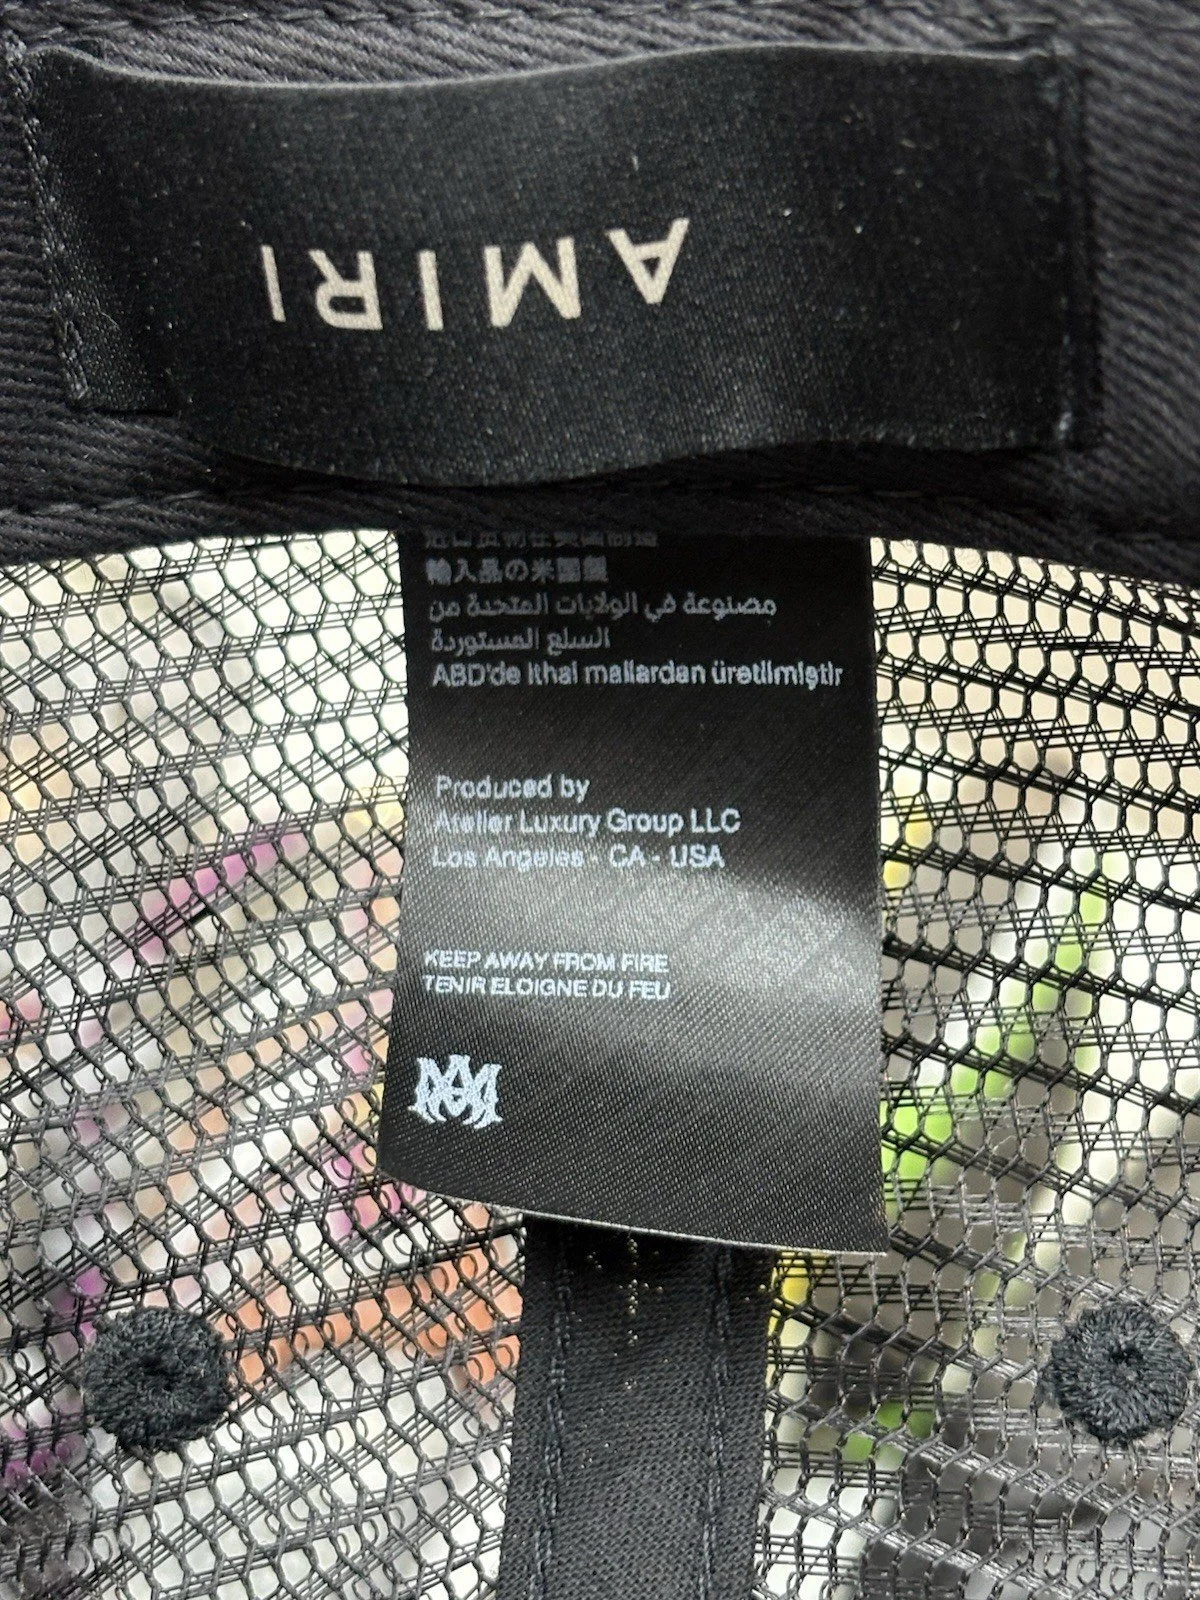 AMIRI
輸入品の米国製
مصنوعة في الولايات المتحدة من
السلع المستوردة
ABD'de ithal mallardan üretilmiştir
Produced by
Atelier Luxury Group LLC
Los Angeles - CA - USA
KEEP AWAY FROM FIRE
TENIR ELOIGNE DU FEU